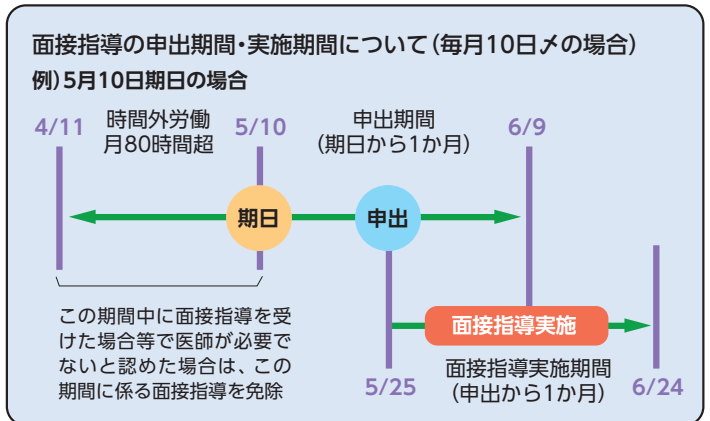 面接指導の申出期間・実施期間について（毎月10日〆の場合）
例）5月10日期日の場合
4/11
時間外労働
月80時間超
5/10
申出期間
（期日から1か月）
6/9
期日
申出
この期間中に面接指導を受
けた場合等で医師が必要で
ないと認めた場合は、この
期間に係る面接指導を免除
面接指導実施
5/25
面接指導実施期間
（申出から1か月）
6/24